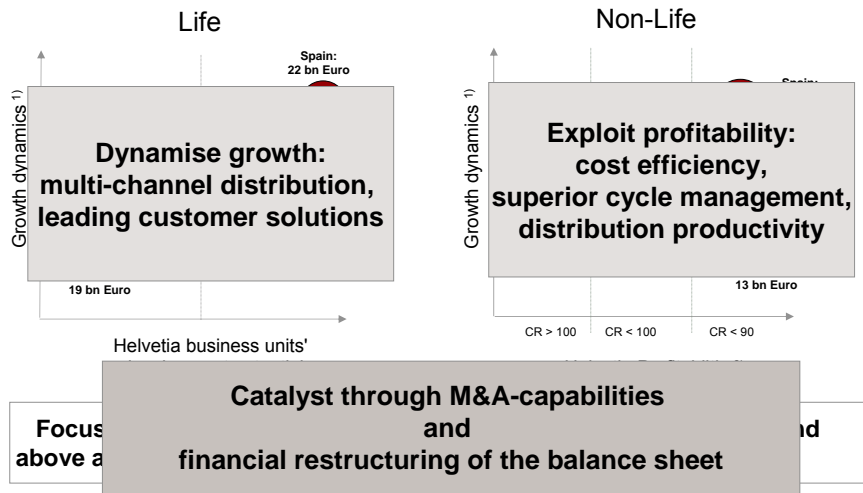 Life
Non-Life
Spain:
22 bn Euro
Spain:
Growth dynamics 1)
Growth dynamics 1)
Dynamise growth:
multi-channel distribution,
leading customer solutions
Exploit profitability:
cost efficiency,
superior cycle management,
distribution productivity
19 bn Euro
13 bn Euro
CR > 100
CR < 100
CR < 90
Helvetia business units'
Catalyst through M&A-capabilities
and
financial restructuring of the balance sheet
Focus
above a